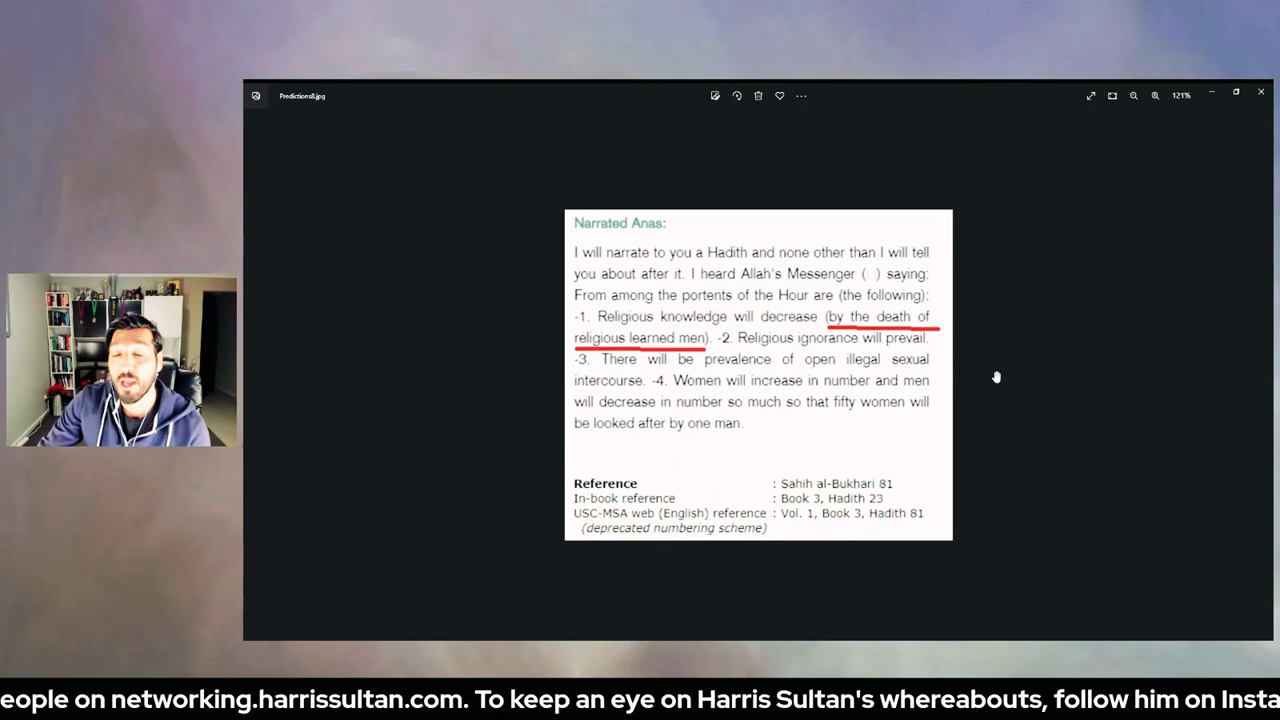 Predictions8.jpg
121%
Narrated Anas:
I will narrate to you a Hadith and none other than I will tell
you about after it. I heard Allah's Messenger ( ) saying:
From among the portents of the Hour are (the following):
-1. Religious knowledge will decrease (by the death of
religious learned men). -2. Religious ignorance will prevail.
-3. There will be prevalence of open illegal sexual
intercourse. -4. Women will increase in number and men
will decrease in number so much so that fifty women will
be looked after by one man.
Reference : Sahih al-Bukhari 81
In-book reference : Book 3, Hadith 23
USC-MSA web (English) reference : Vol. 1, Book 3, Hadith 81
(deprecated numbering scheme)
eople on networking.harrissultan.com. To keep an eye on Harris Sultan's whereabouts, follow him on Insta